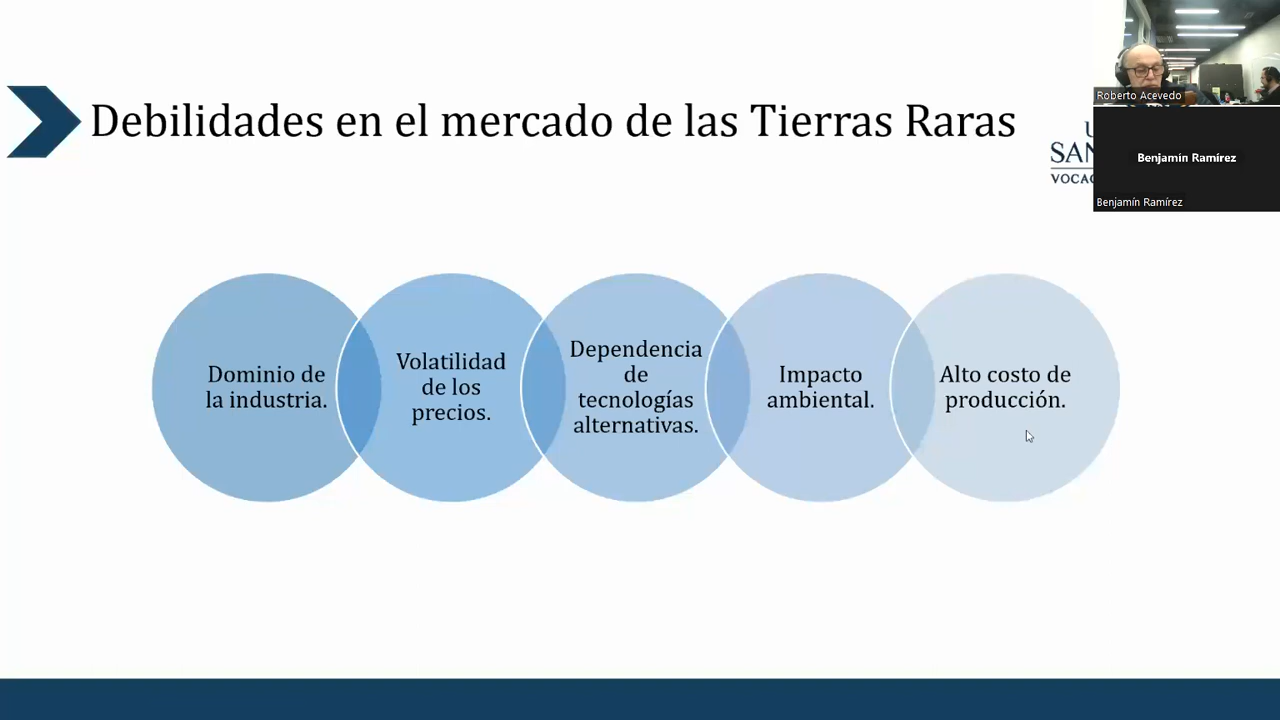 Debilidades en el mercado de las Tierras Raras
VOCA
Roberto Acevedo
Benjamín Ramírez
Benjamín Ramírez
Dominio de
la industria.
Volatilidad
de los
precios.
Dependencia
de
tecnologías
alternativas.
Impacto
ambiental.
Alto costo de
producción.